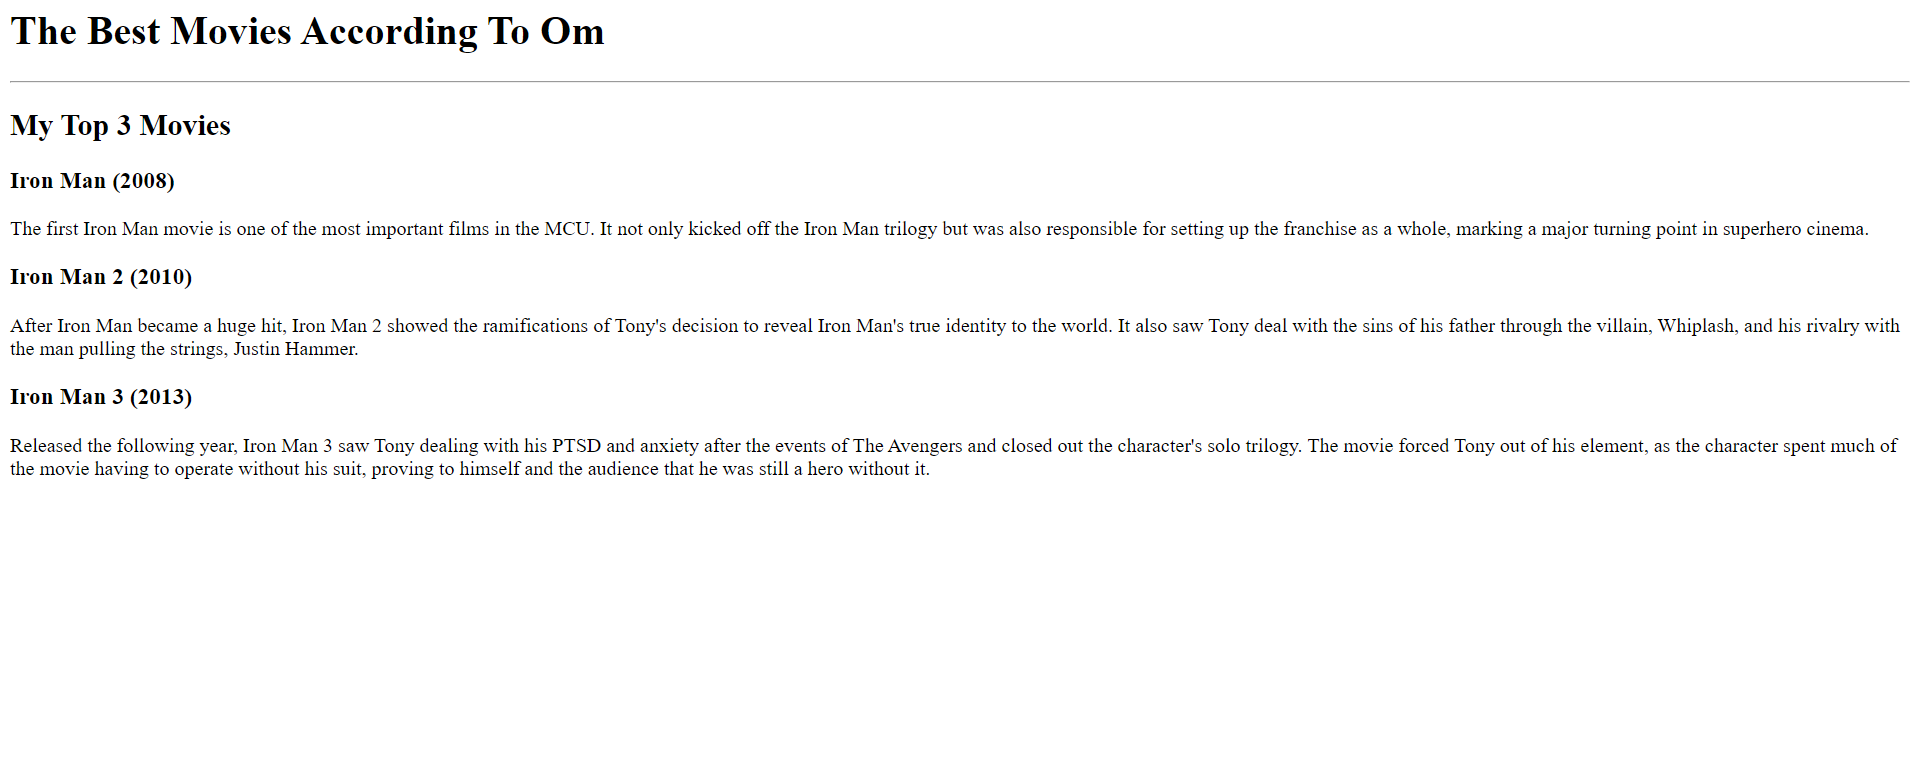 The Best Movies According To Om
My Top 3 Movies
Iron Man (2008)
The first Iron Man movie is one of the most important films in the MCU. It not only kicked off the Iron Man trilogy but was also responsible for setting up the franchise as a whole, marking a major turning point in superhero cinema.
Iron Man 2 (2010)
After Iron Man became a huge hit, Iron Man 2 showed the ramifications of Tony's decision to reveal Iron Man's true identity to the world. It also saw Tony deal with the sins of his father through the villain, Whiplash, and his rivalry with
the man pulling the strings, Justin Hammer.
Iron Man 3 (2013)
Released the following year, Iron Man 3 saw Tony dealing with his PTSD and anxiety after the events of The Avengers and closed out the character's solo trilogy. The movie forced Tony out of his element, as the character spent much of
the movie having to operate without his suit, proving to himself and the audience that he was still a hero without it.